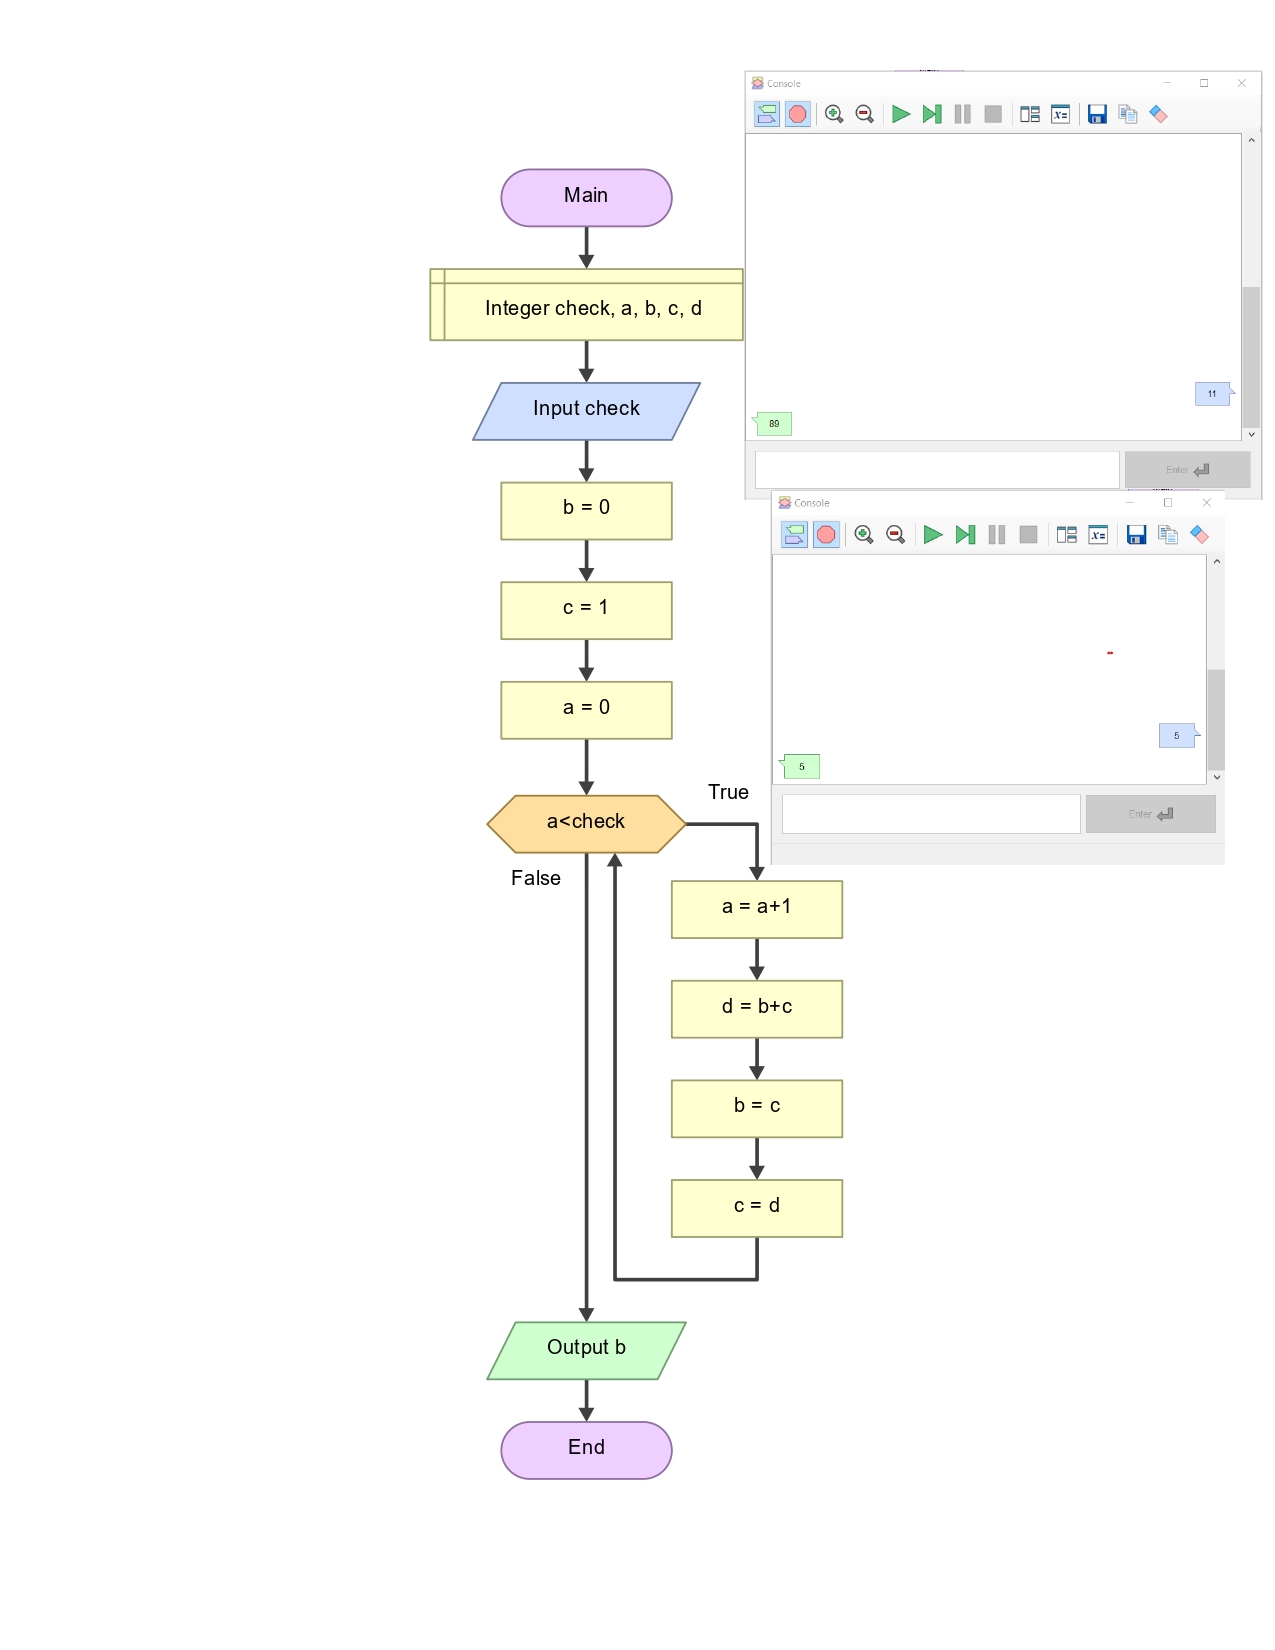 Main
Integer check, a, b, c, d
Input check
b = 0
c = 1
a = 0
a<check
True
False
a = a+1
d = b+c
b = c
c = d
Output b
End
Console
x=
11
89
Enter
Console
x=
5
5
Enter